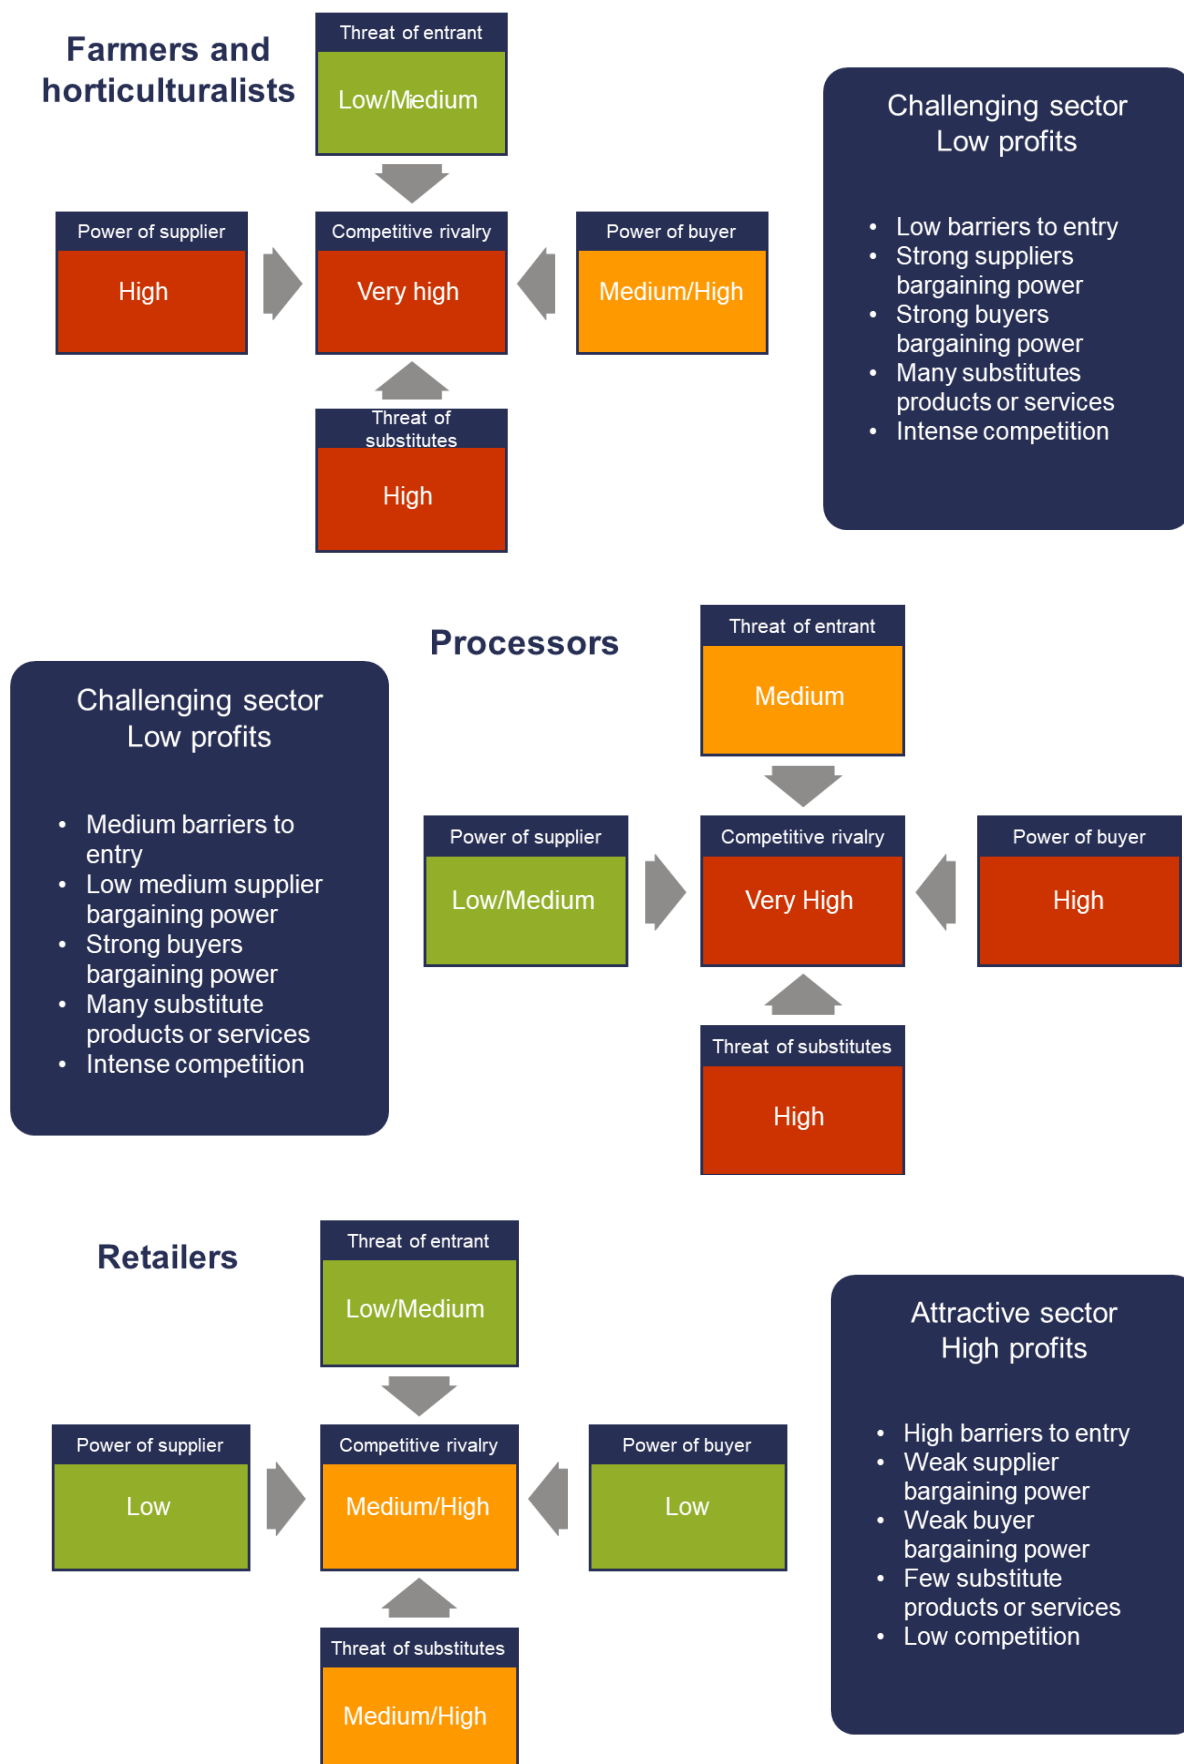 Farmers and
horticulturalists
Threat of entrant
Low/Medium
Power of supplier
High
Competitive rivalry
Very high
Power of buyer
Medium/High
Threat of
substitutes
High
Challenging sector
Low profits
• Low barriers to entry
• Strong suppliers
bargaining power
• Strong buyers
bargaining power
• Many substitutes
products or services
• Intense competition
Processors
Challenging sector
Low profits
• Medium barriers to
entry
• Low medium supplier
bargaining power
• Strong buyers
bargaining power
• Many substitute
products or services
• Intense competition
Threat of entrant
Medium
Power of supplier
Low/Medium
Competitive rivalry
Very High
Power of buyer
High
Threat of substitutes
High
Retailers
Threat of entrant
Low/Medium
Power of supplier
Low
Competitive rivalry
Medium/High
Power of buyer
Low
Threat of substitutes
Medium/High
Attractive sector
High profits
• High barriers to entry
• Weak supplier
bargaining power
• Weak buyer
bargaining power
• Few substitute
products or services
• Low competition